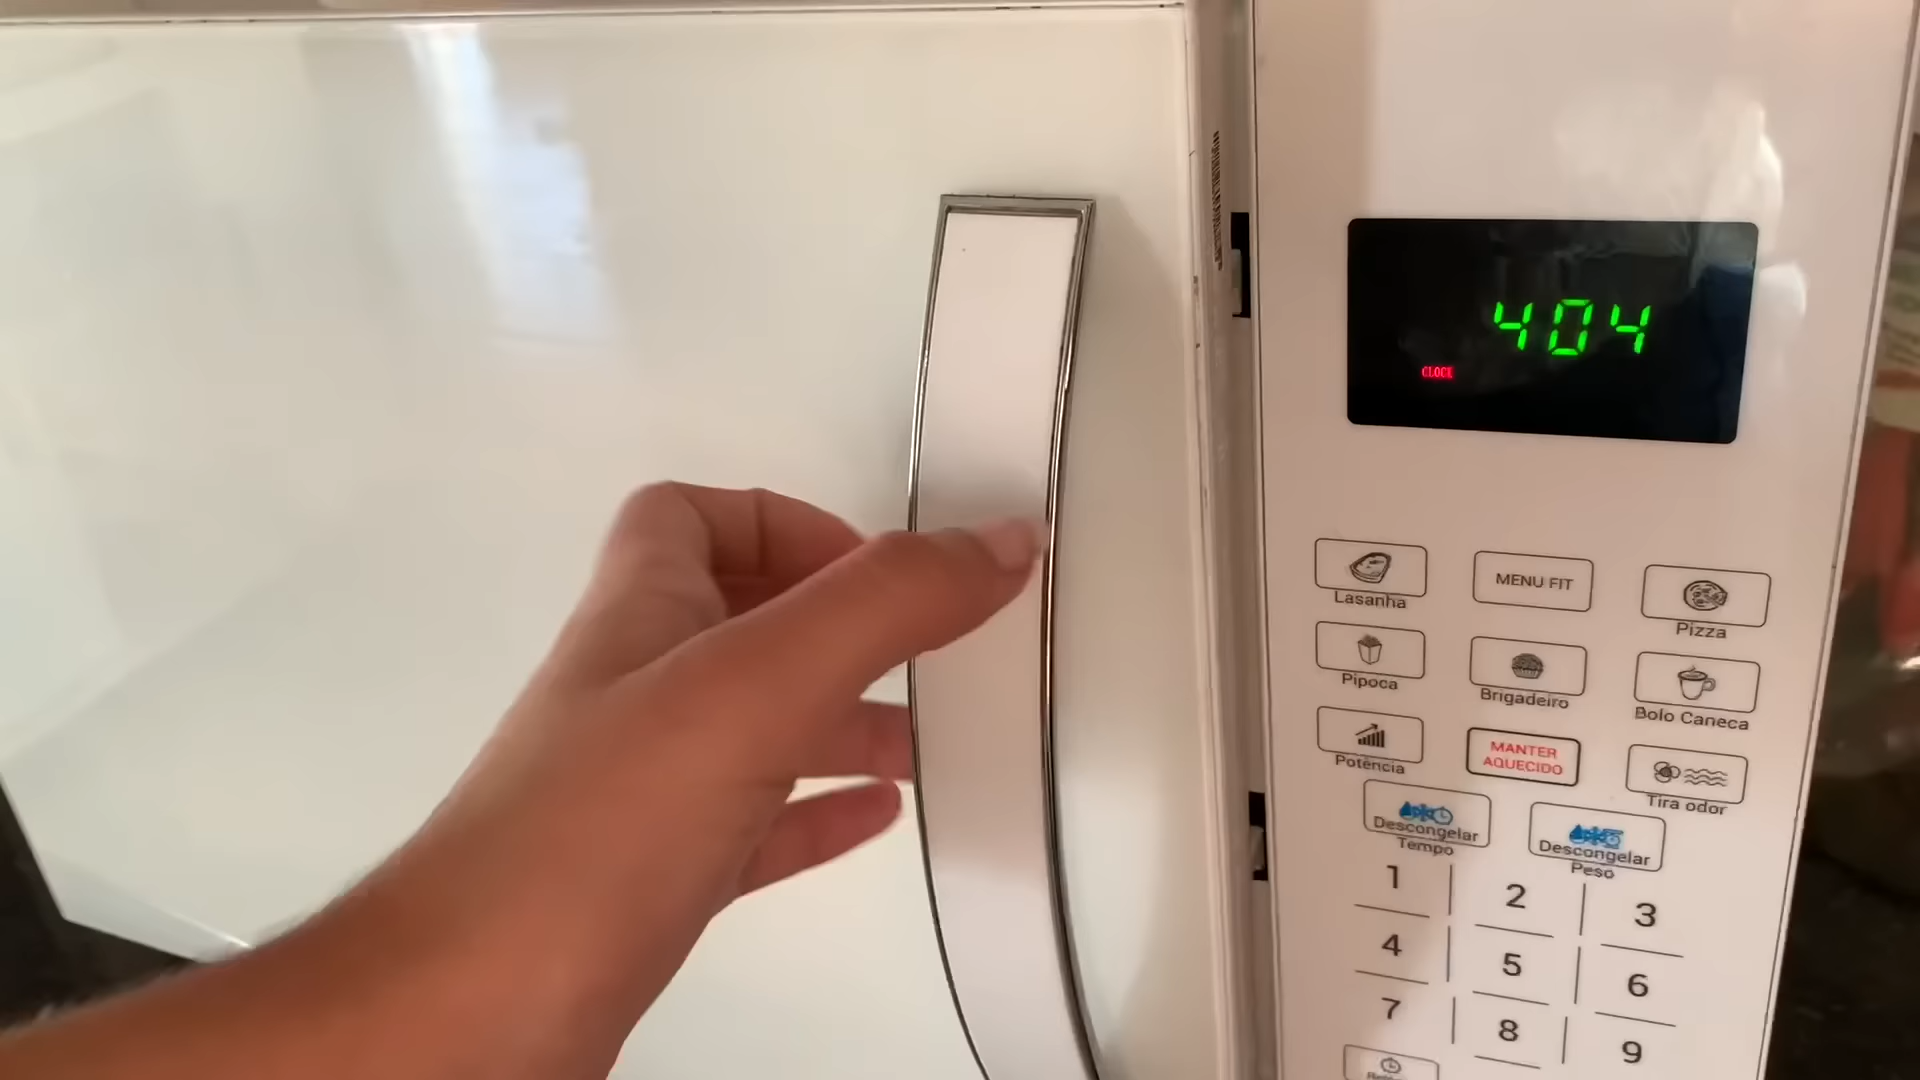 404
CLOCK
Lasanha
MENU FIT
Pizza
Pipoca
Brigadeiro
Bolo Caneca
Potência
MANTER
AQUECIDO
Tira odor
Descongelar
Tempo
Descongelar
Peso
1
2
3
4
5
6
7
8
9